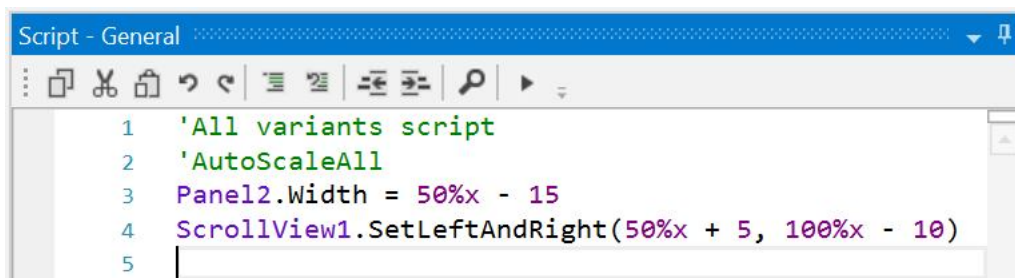 Script - General
1 'All variants script
2 'AutoScaleAll
3 Panel2.Width = 50%x - 15
4 ScrollView1.SetLeftAndRight(50%x + 5, 100%x - 10)
5